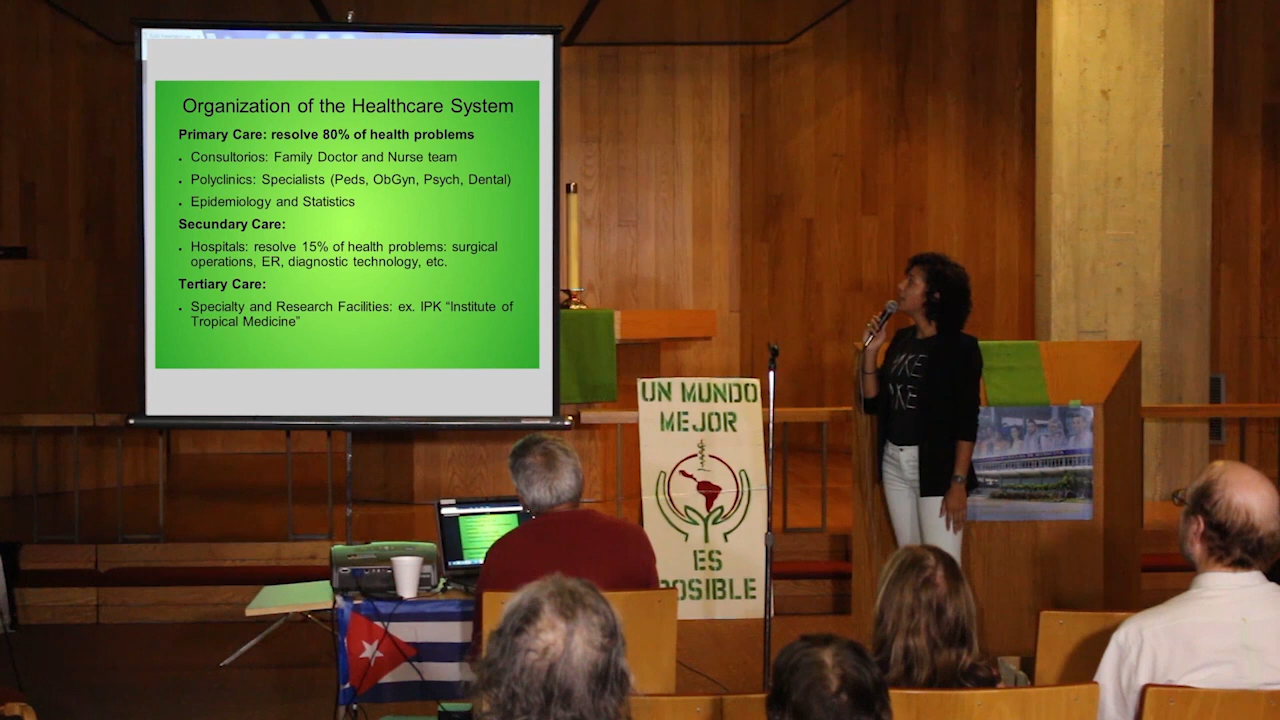 Organization of the Healthcare System
Primary Care: resolve 80% of health problems
• Consultorios: Family Doctor and Nurse team
• Polyclinics: Specialists (Peds, ObGyn, Psych, Dental)
• Epidemiology and Statistics
Secundary Care:
• Hospitals: resolve 15% of health problems: surgical
operations, ER, diagnostic technology, etc.
Tertiary Care:
• Specialty and Research Facilities: ex. IPK “Institute of
Tropical Medicine”
UN MUNDO
MEJOR
ES
POSIBLE